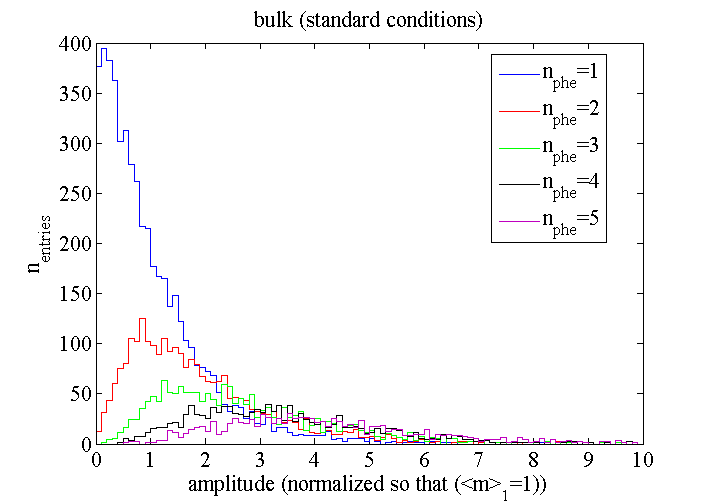 bulk (standard conditions)
400
350
300
250
200
150
100
50
0
n_entries
n_phe=1
n_phe=2
n_phe=3
n_phe=4
n_phe=5
0 1 2 3 4 5 6 7 8 9 10
amplitude (normalized so that (<m>_1=1))